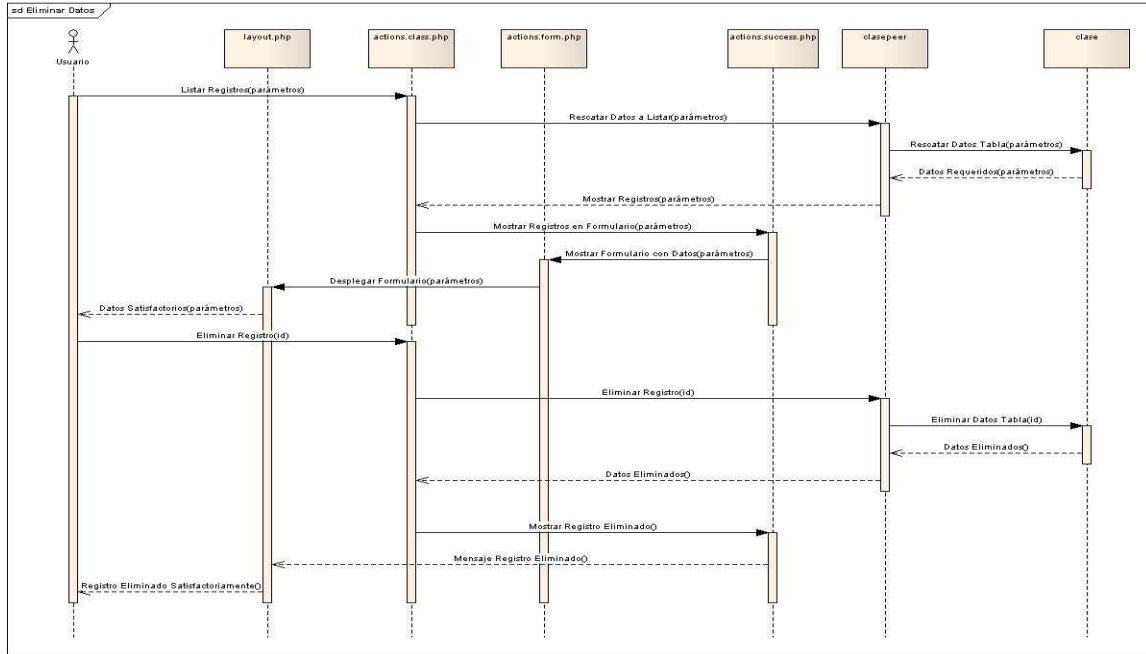 sd Eliminar Datos
Usuario
layout.php
actions.class.php
actions.form.php
actions.success.php
clasepeer
clase
Listar Registros(parámetros)
Rescatar Datos a Listar(parámetros)
Rescatar Datos Tabla(parámetros)
Datos Requeridos(parámetros)
Mostrar Registros(parámetros)
Mostrar Registros en Formulario(parámetros)
Mostrar Formulario con Datos(parámetros)
Desplegar Formulario(parámetros)
Datos Satisfactorios(parámetros)
Eliminar Registro(id)
Eliminar Registro(id)
Eliminar Datos Tabla(id)
Datos Eliminados()
Datos Eliminados()
Mostrar Registro Eliminado()
Mensaje Registro Eliminado()
Registro Eliminado Satisfactoriamente()